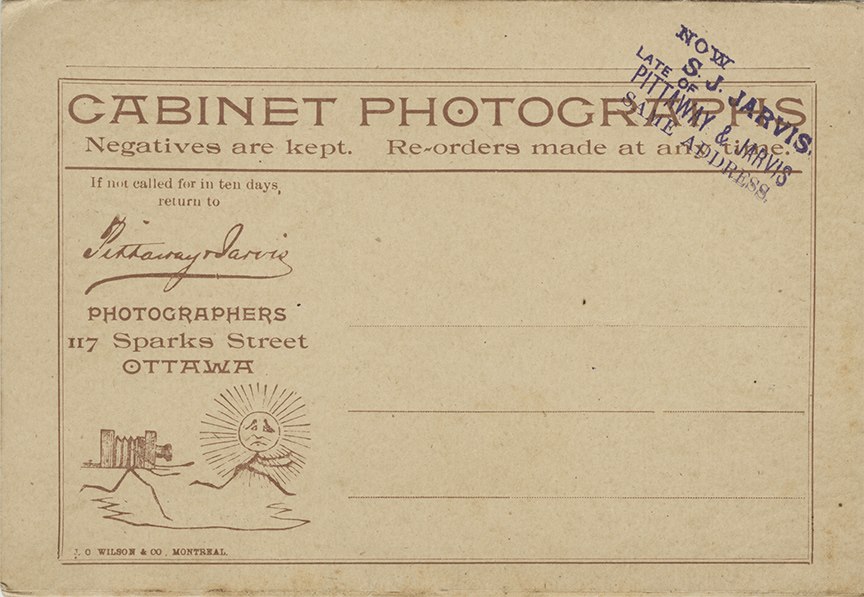 NOW
S. J. JARVIS.
LATE OF
PITTAWAY & JARVIS
SAME ADDRESS.
CABINET PHOTOGRAPHS
Negatives are kept. Re-orders made at any time.
If not called for in ten days,
return to
Pittaway & Jarvis
PHOTOGRAPHERS
117 Sparks Street
OTTAWA
J. C WILSON & CO, MONTREAL.